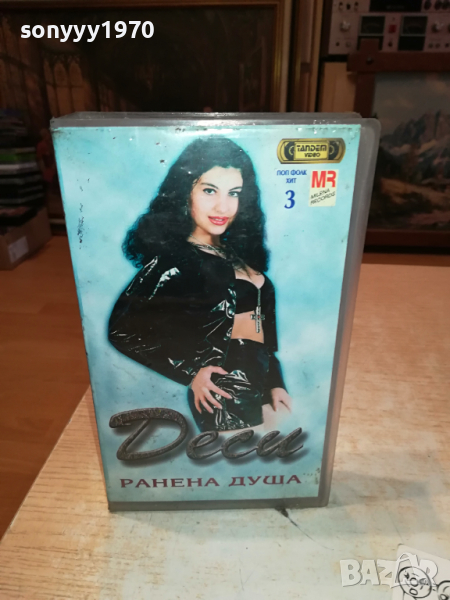 sonyyy1970
TANDEM
VIDEO
ПОП ФОЛК
ХИТ
3
MR
MILENA
RECORDS
Деси
РАНЕНА ДУША
BAZAR